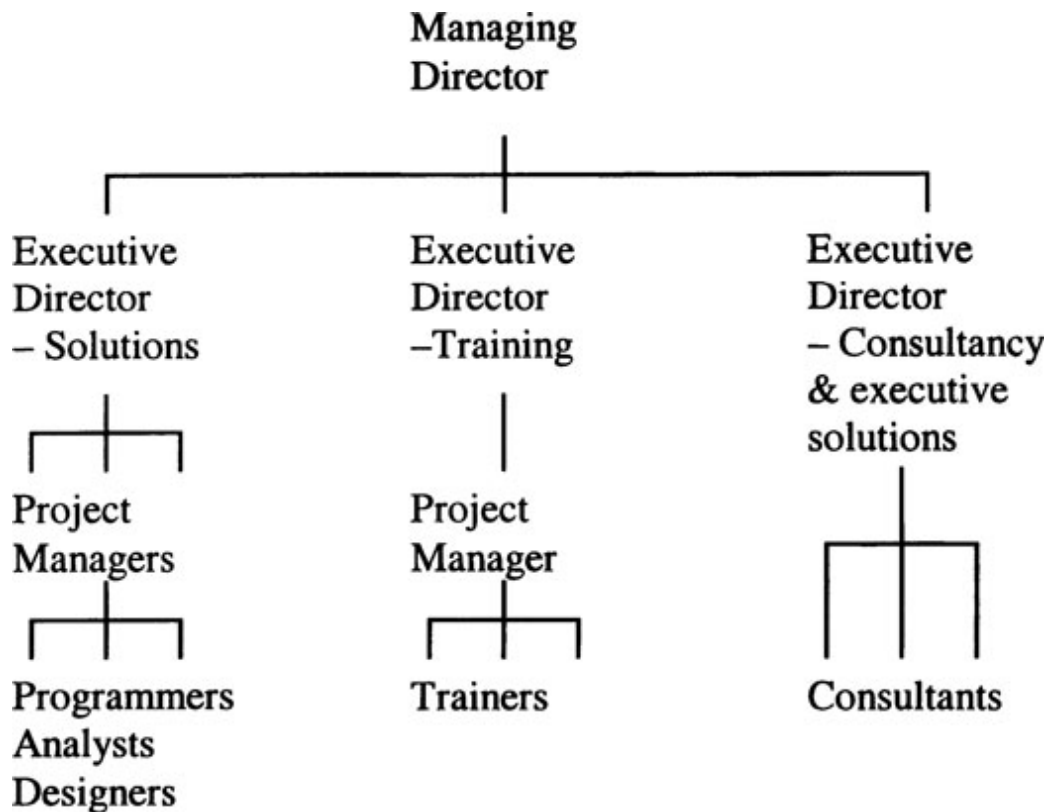 Managing
Director
Executive
Director
– Solutions
Executive
Director
–Training
Executive
Director
– Consultancy
& executive
solutions
Project
Managers
Project
Manager
Programmers
Analysts
Designers
Trainers
Consultants